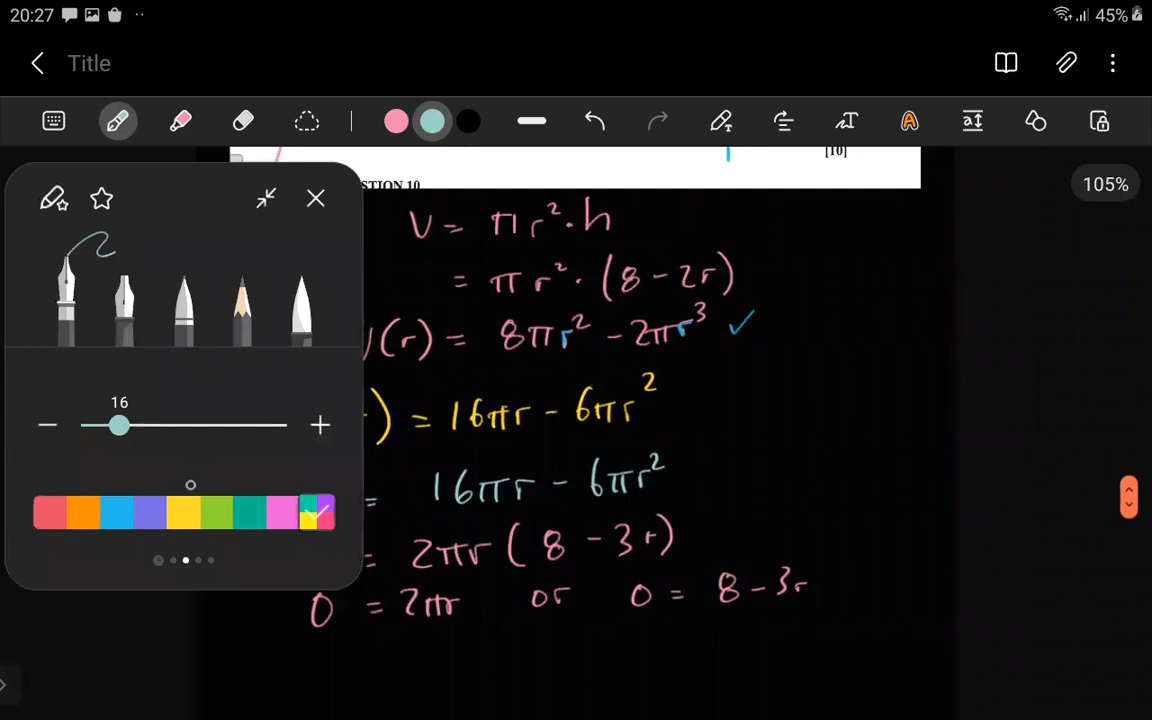 20:27 45%
Title
[10]
STION 10
105%
V = πr². h
= πr². (8 - 2r)
(r) = 8πr² - 2πr³ ✓
) = 16πr - 6πr²
16
= 16πr - 6πr²
= 2πr (8 - 3r)
0 = 2πr or 0 = 8 - 3r